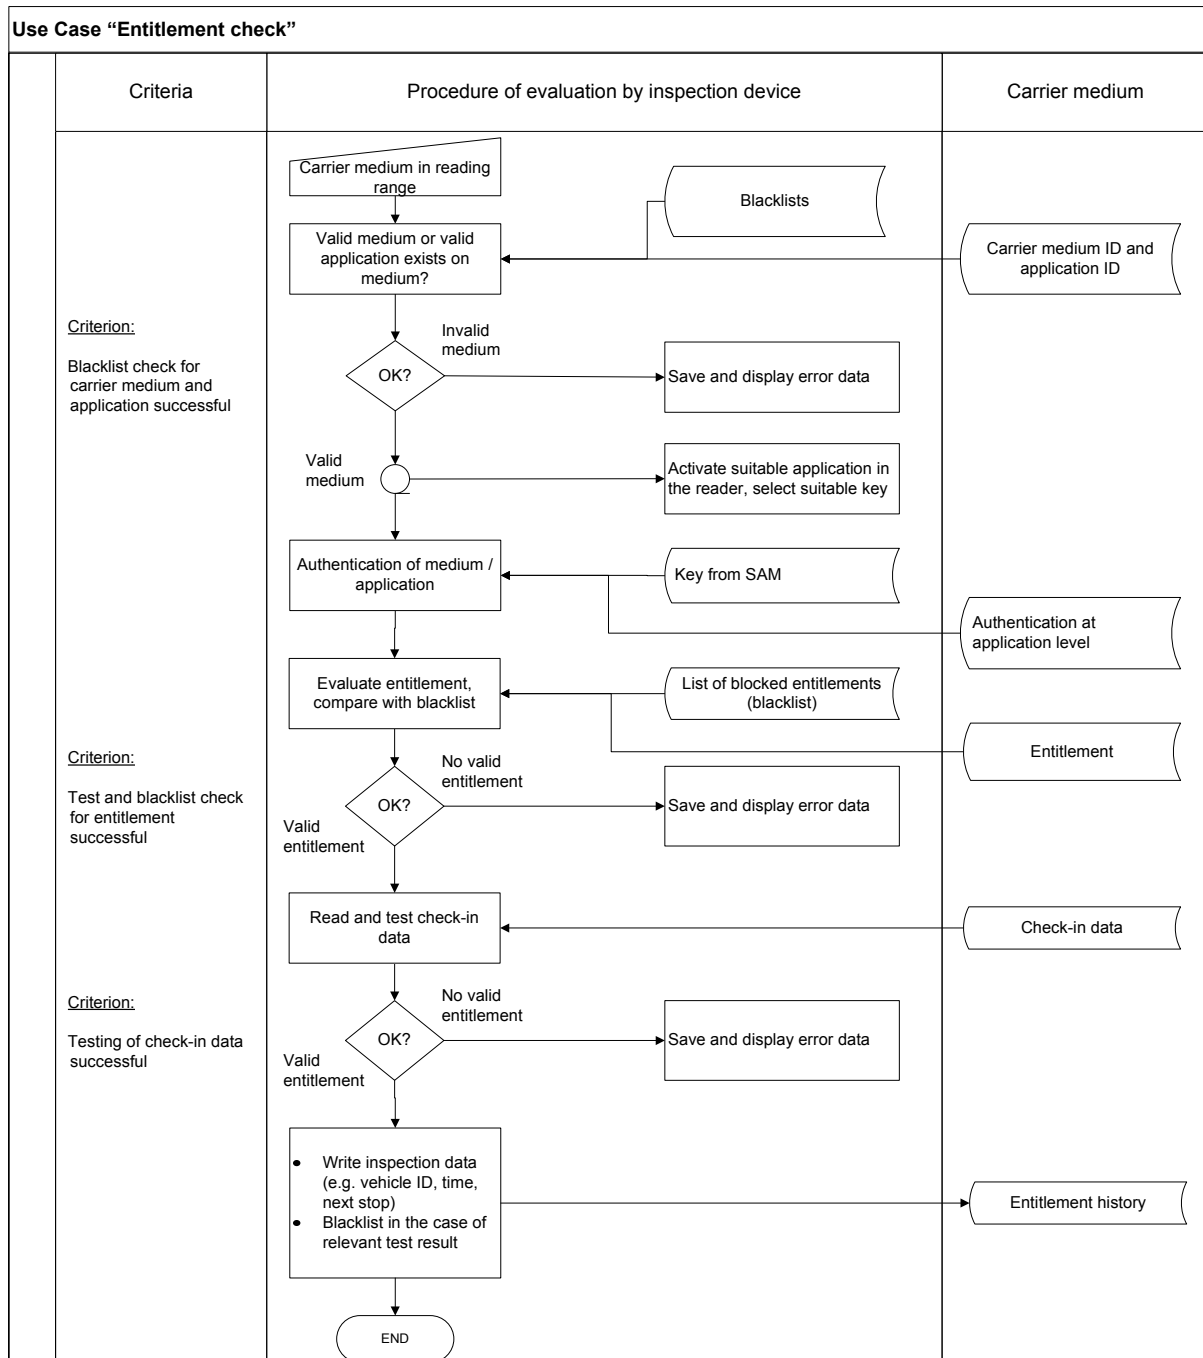 Use Case “Entitlement check”
Criteria
Procedure of evaluation by inspection device
Carrier medium
Carrier medium in reading
range
Blacklists
Valid medium or valid
application exists on
medium?
Carrier medium ID and
application ID
Criterion:
Blacklist check for
carrier medium and
application successful
Invalid
medium
OK?
Save and display error data
Valid
medium
Activate suitable application in
the reader, select suitable key
Authentication of medium /
application
Key from SAM
Authentication at
application level
Evaluate entitlement,
compare with blacklist
List of blocked entitlements
(blacklist)
Entitlement
Criterion:
Test and blacklist check
for entitlement
successful
No valid
entitlement
OK?
Save and display error data
Valid
entitlement
Read and test check-in
data
Check-in data
Criterion:
Testing of check-in data
successful
No valid
entitlement
OK?
Save and display error data
Valid
entitlement
• Write inspection data
(e.g. vehicle ID, time,
next stop)
• Blacklist in the case of
relevant test result
Entitlement history
END